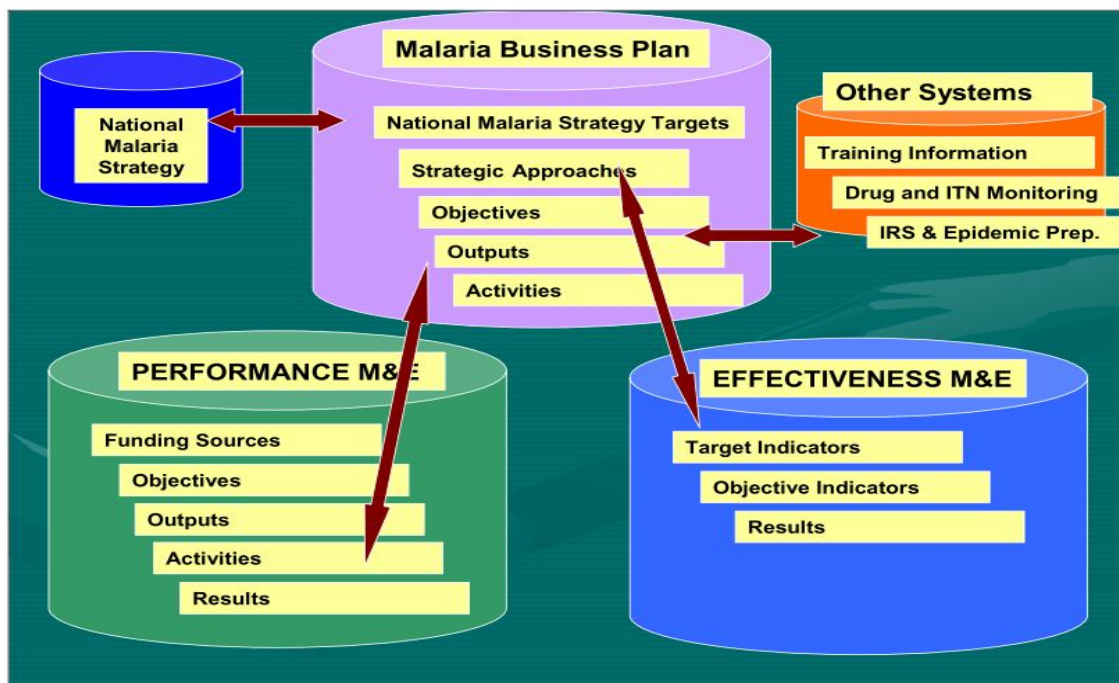 Malaria Business Plan
National
Malaria
Strategy
National Malaria Strategy Targets
Strategic Approaches
Objectives
Outputs
Activities
Other Systems
Training Information
Drug and ITN Monitoring
IRS & Epidemic Prep.
PERFORMANCE M&E
Funding Sources
Objectives
Outputs
Activities
Results
EFFECTIVENESS M&E
Target Indicators
Objective Indicators
Results